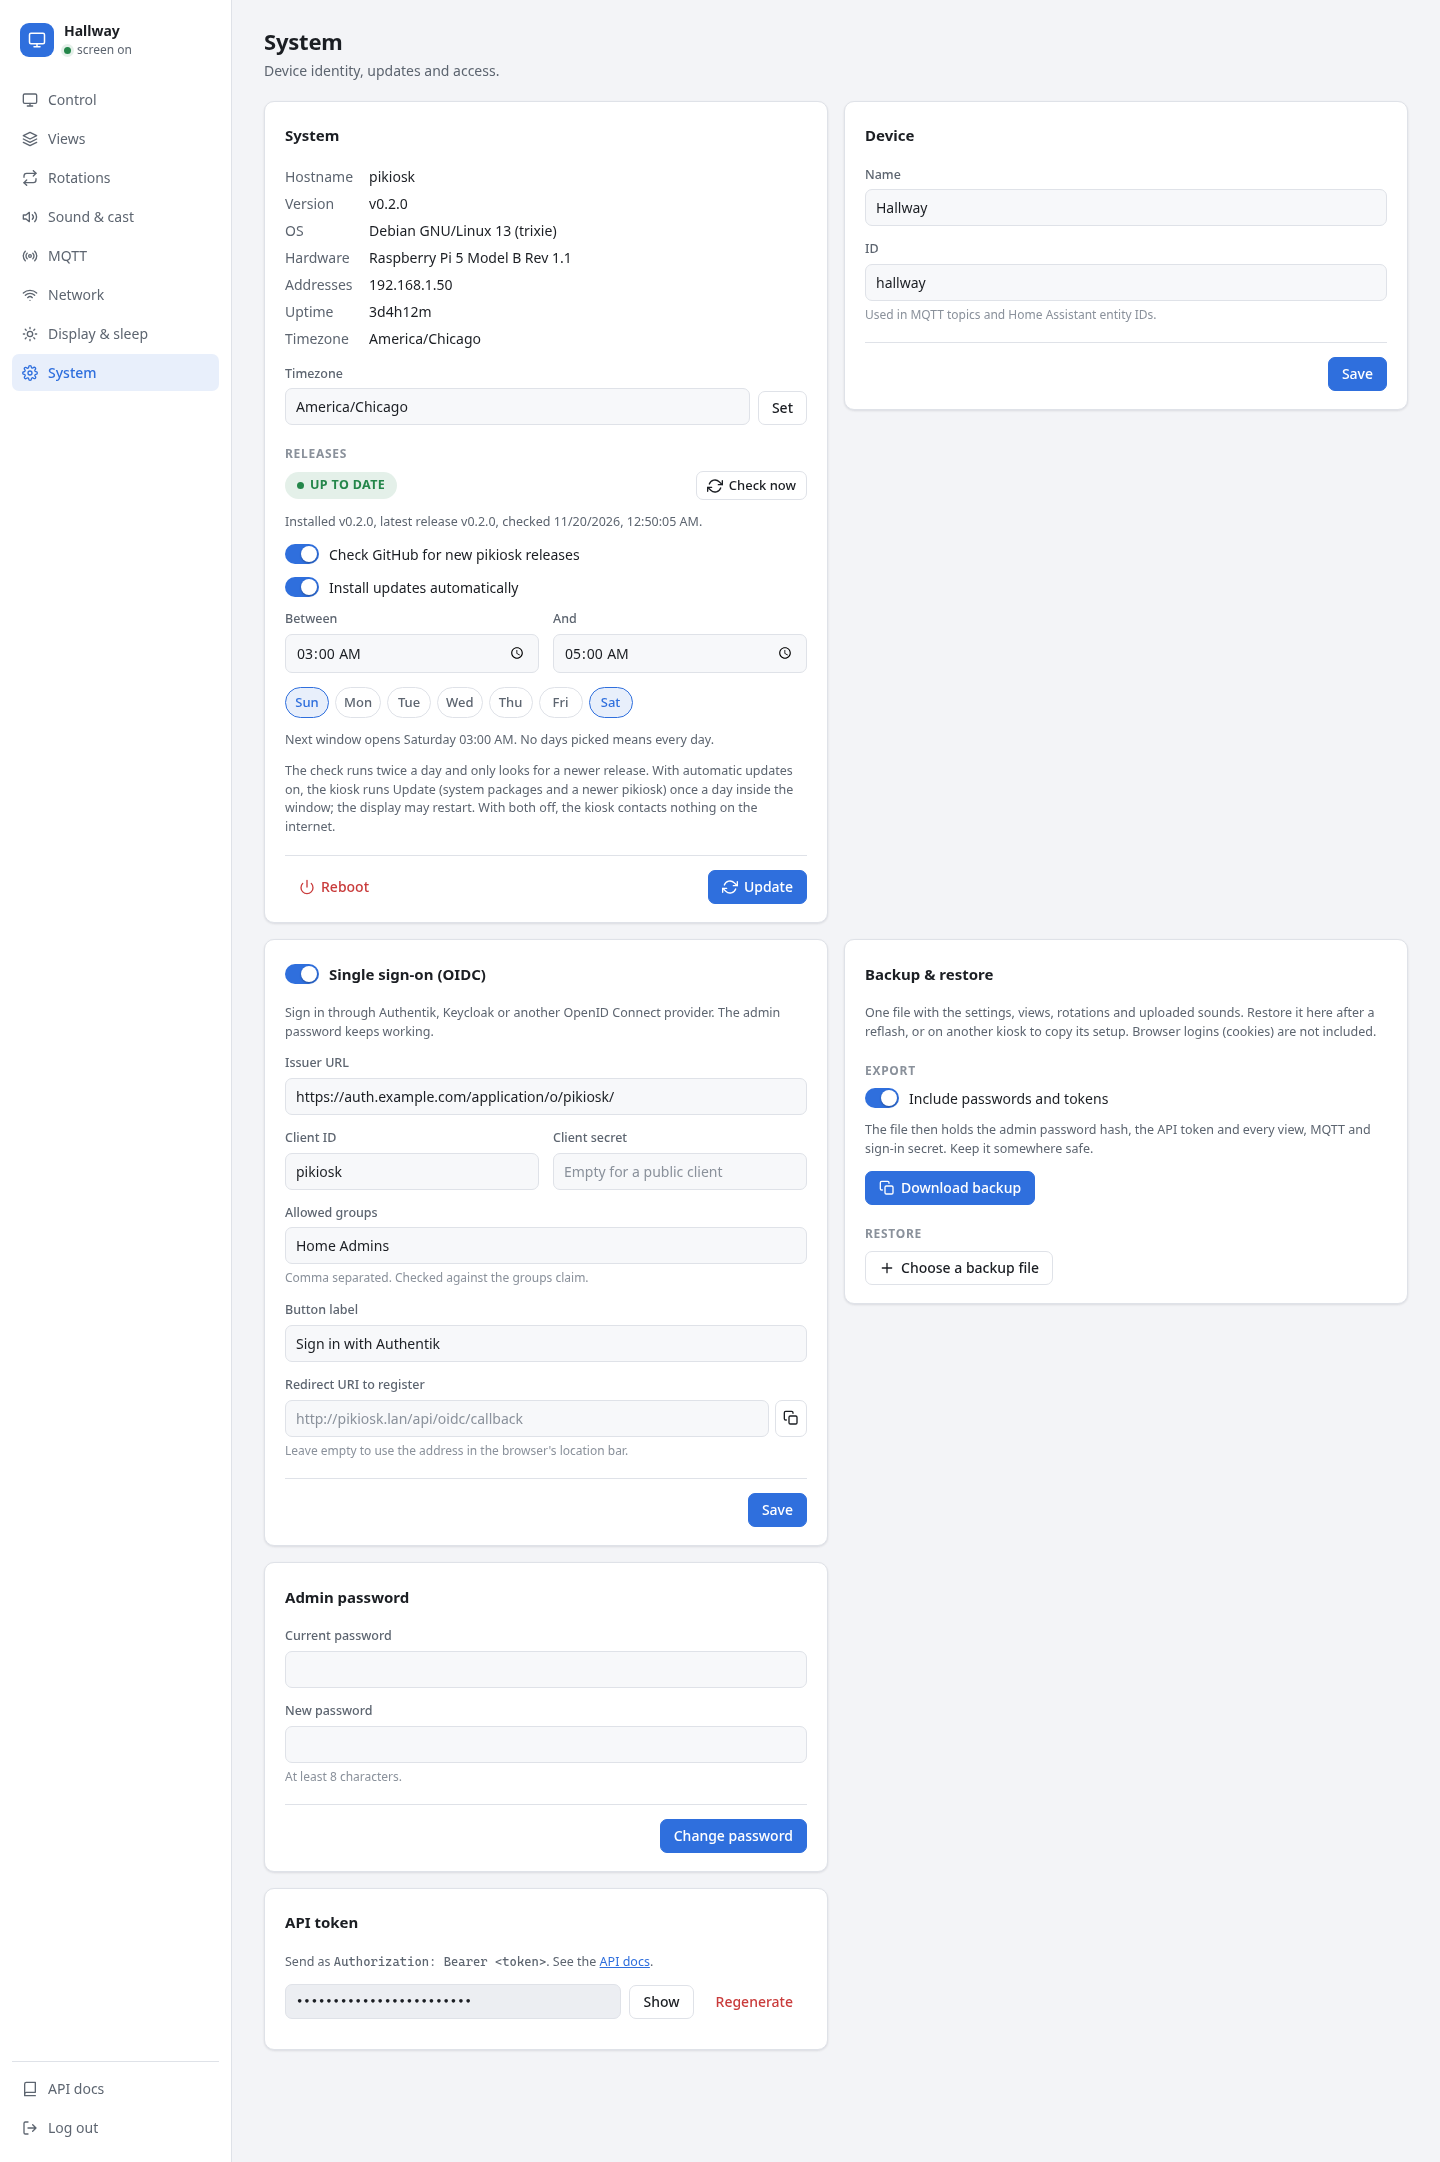 Hallway
screen on
Control
Views
Rotations
Sound & cast
MQTT
Network
Display & sleep
System
API docs
Log out
System
Device identity, updates and access.
System
Hostname pikiosk
Version v0.2.0
OS Debian GNU/Linux 13 (trixie)
Hardware Raspberry Pi 5 Model B Rev 1.1
Addresses 192.168.1.50
Uptime 3d4h12m
Timezone America/Chicago
Timezone
America/Chicago Set
RELEASES
UP TO DATE Check now
Installed v0.2.0, latest release v0.2.0, checked 11/20/2026, 12:50:05 AM.
Check GitHub for new pikiosk releases
Install updates automatically
Between And
03:00 AM 05:00 AM
Sun Mon Tue Wed Thu Fri Sat
Next window opens Saturday 03:00 AM. No days picked means every day.
The check runs twice a day and only looks for a newer release. With automatic updates
on, the kiosk runs Update (system packages and a newer pikiosk) once a day inside the
window; the display may restart. With both off, the kiosk contacts nothing on the
internet.
Reboot Update
Device
Name
Hallway
ID
hallway
Used in MQTT topics and Home Assistant entity IDs.
Save
Single sign-on (OIDC)
Sign in through Authentik, Keycloak or another OpenID Connect provider. The admin
password keeps working.
Issuer URL
https://auth.example.com/application/o/pikiosk/
Client ID Client secret
pikiosk Empty for a public client
Allowed groups
Home Admins
Comma separated. Checked against the groups claim.
Button label
Sign in with Authentik
Redirect URI to register
http://pikiosk.lan/api/oidc/callback
Leave empty to use the address in the browser's location bar.
Save
Backup & restore
One file with the settings, views, rotations and uploaded sounds. Restore it here after a
reflash, or on another kiosk to copy its setup. Browser logins (cookies) are not included.
EXPORT
Include passwords and tokens
The file then holds the admin password hash, the API token and every view, MQTT and
sign-in secret. Keep it somewhere safe.
Download backup
RESTORE
Choose a backup file
Admin password
Current password
New password
At least 8 characters.
Change password
API token
Send as Authorization: Bearer <token>. See the API docs.
•••••••••••••••••••••••• Show Regenerate